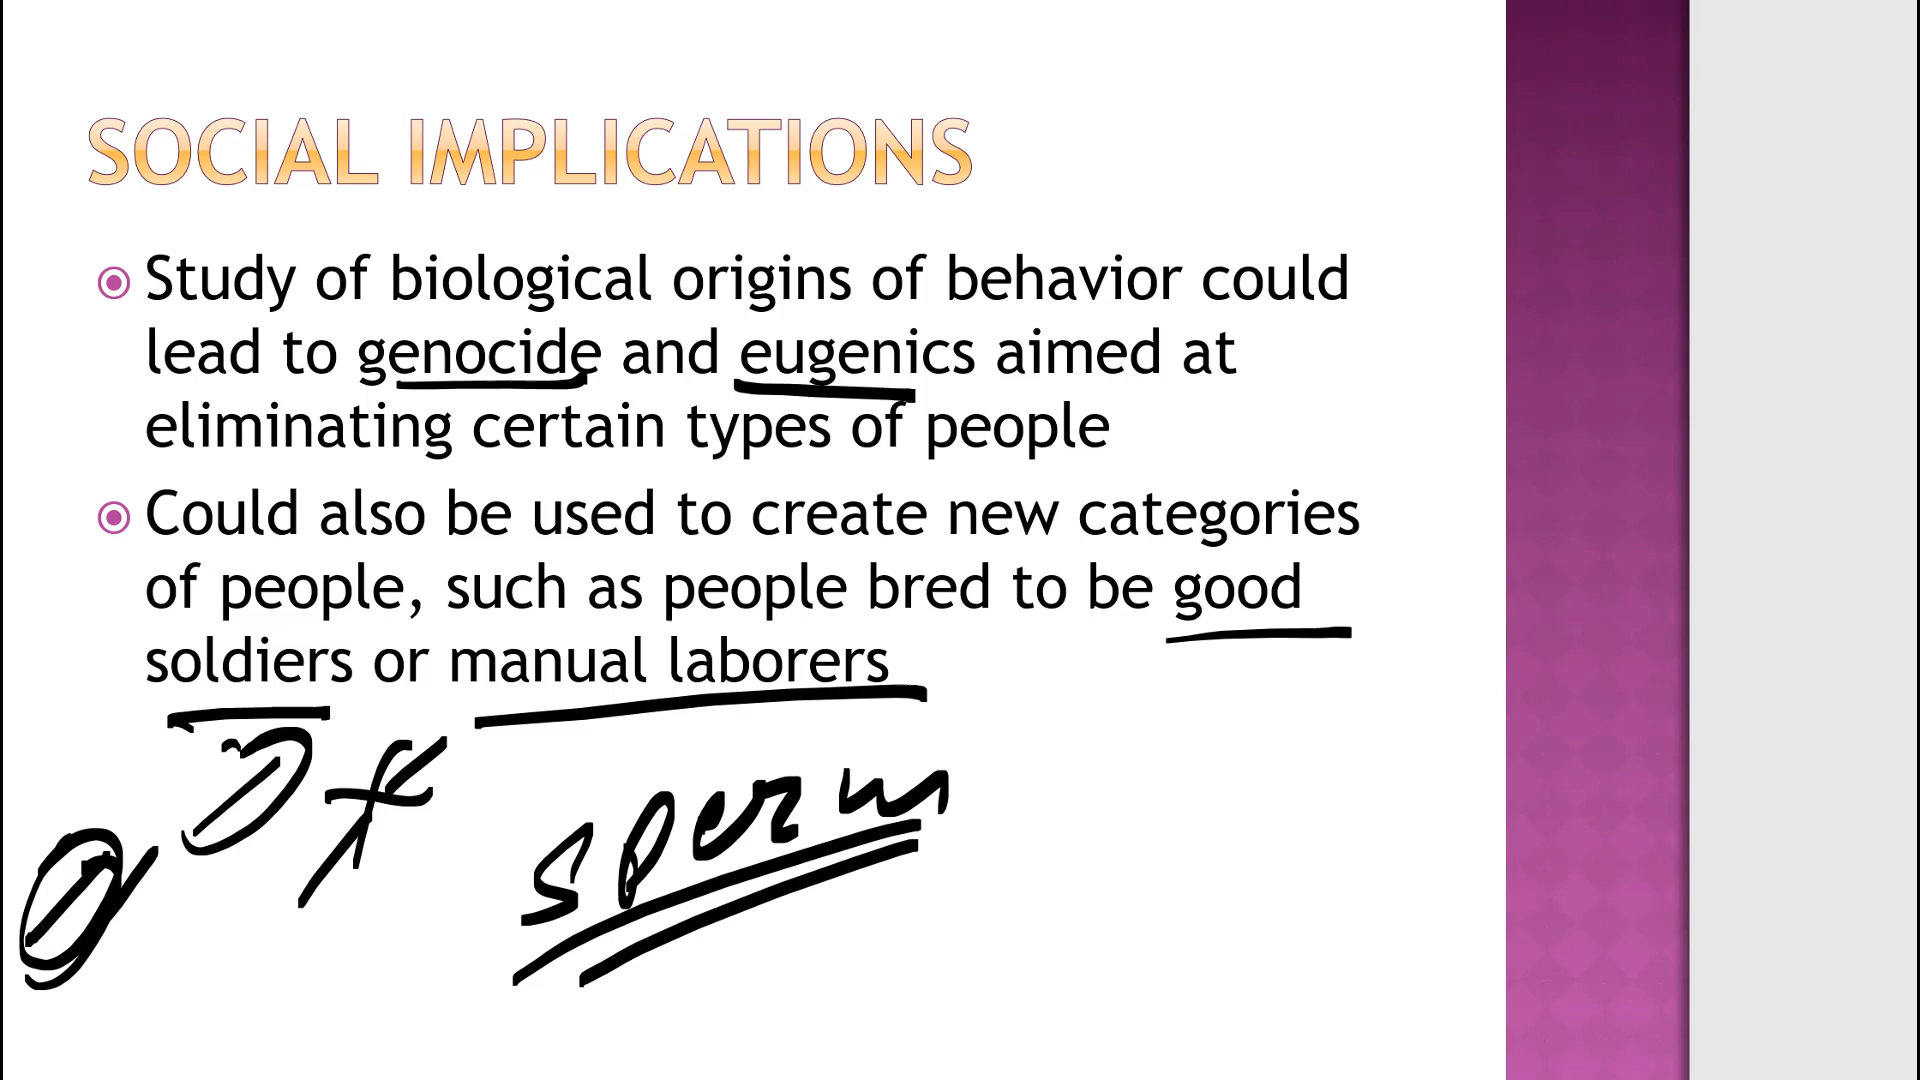 SOCIAL IMPLICATIONS
Study of biological origins of behavior could
lead to genocide and eugenics aimed at
eliminating certain types of people
Could also be used to create new categories
of people, such as people bred to be good
soldiers or manual laborers
sperm